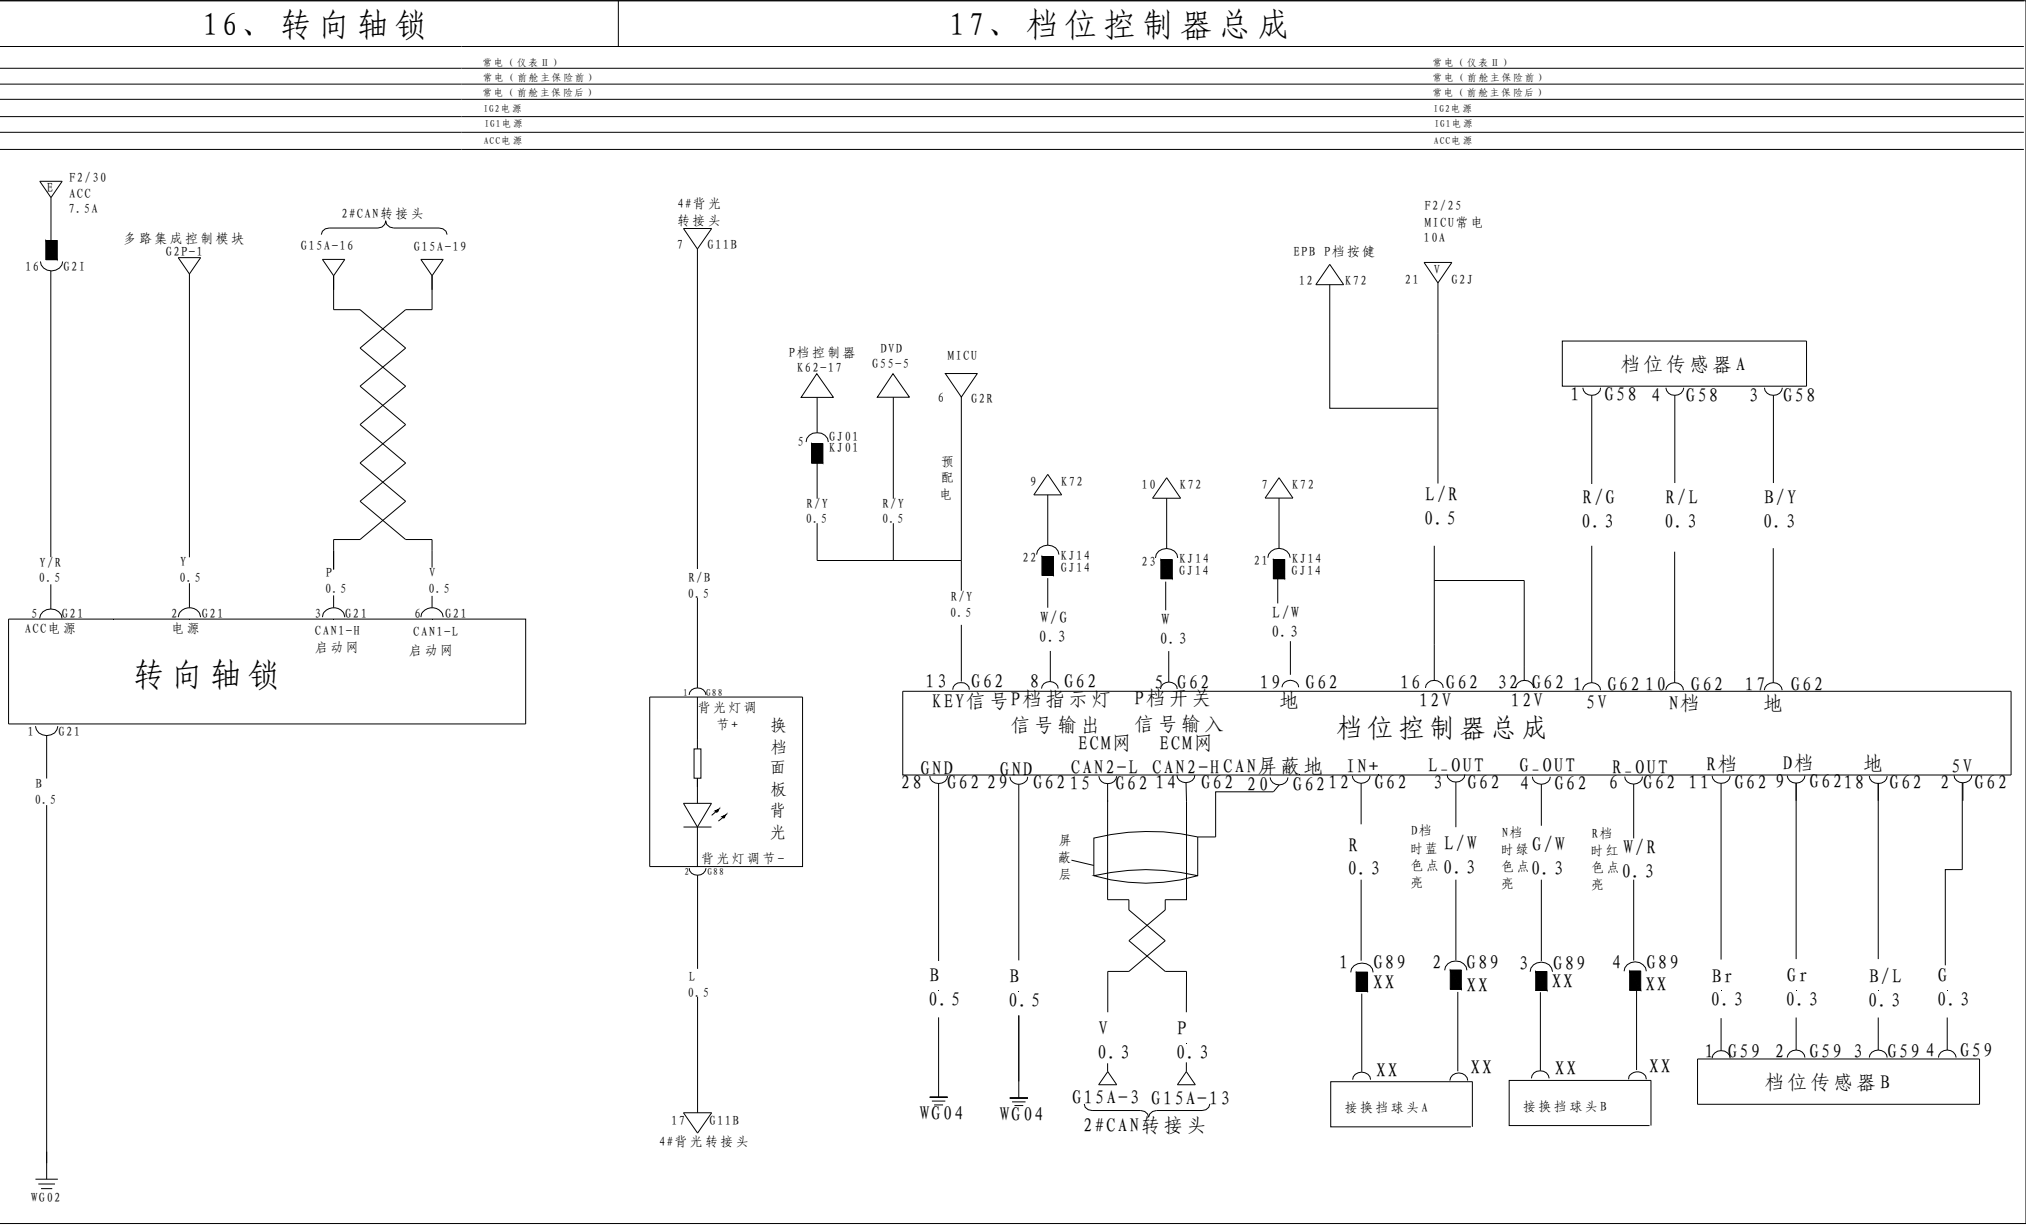 16、转向轴锁
17、档位控制器总成
常电（仪表Ⅱ）
常电（前舱主保险前）
常电（前舱主保险后）
IG2电源
IG1电源
ACC电源
常电（仪表Ⅱ）
常电（前舱主保险前）
常电（前舱主保险后）
IG2电源
IG1电源
ACC电源
E
F2/30
ACC
7.5A
16
G2I
多路集成控制模块
G2P-1
2#CAN转接头
G15A-16
G15A-19
Y/R
0.5
Y
0.5
P
0.5
V
0.5
5
G21
2
G21
3
G21
6
G21
ACC电源
电源
CAN1-H
启动网
CAN1-L
启动网
转向轴锁
1
G21
B
0.5
WG02
4#背光
转接头
7
G11B
R/B
0.5
1
G88
背光灯调
节+
换档面板背光
背光灯调节-
2
G88
L
0.5
17
G11B
4#背光转接头
P档控制器
K62-17
DVD
G55-5
MICU
6
G2R
5
GJ01
KJ01
预配电
R/Y
0.5
R/Y
0.5
R/Y
0.5
9
K72
10
K72
7
K72
22
KJ14
GJ14
23
KJ14
GJ14
21
KJ14
GJ14
W/G
0.3
W
0.3
L/W
0.3
EPB P档按健
12
K72
F2/25
MICU常电
10A
21
V
G2J
L/R
0.5
档位传感器A
1
G58
4
G58
3
G58
R/G
0.3
R/L
0.3
B/Y
0.3
13
G62
8
G62
5
G62
19
G62
16
G62
32
G62
1
G62
10
G62
17
G62
KEY信号
P档指示灯
信号输出
P档开关
信号输入
地
12V
12V
5V
N档
地
档位控制器总成
GND
GND
ECM网
CAN2-L
ECM网
CAN2-H
CAN屏蔽地
IN+
L_OUT
G_OUT
R_OUT
R档
D档
地
5V
28
G62
29
G62
15
G62
14
G62
20
G62
12
G62
3
G62
4
G62
6
G62
11
G62
9
G62
18
G62
2
G62
屏蔽层
R
0.3
D档
时蓝
色点
亮
L/W
0.3
N档
时绿
色点
亮
G/W
0.3
R档
时红
色点
亮
W/R
0.3
B
0.5
B
0.5
WG04
WG04
V
0.3
P
0.3
G15A-3
G15A-13
2#CAN转接头
1
G89
XX
2
G89
XX
3
G89
XX
4
G89
XX
XX
XX
XX
XX
接换挡球头A
接换挡球头B
Br
0.3
Gr
0.3
B/L
0.3
G
0.3
1
G59
2
G59
3
G59
4
G59
档位传感器B